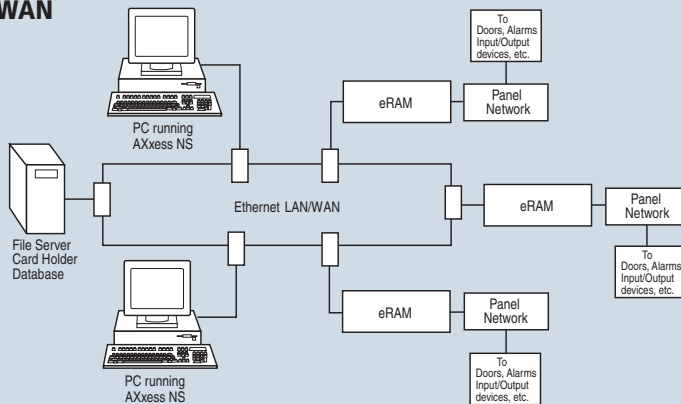 WAN
To
Doors, Alarms
Input/Output
devices, etc.
eRAM
Panel
Network
PC running
AXxess NS
Ethernet LAN/WAN
eRAM
Panel
Network
File Server
Card Holder
Database
To
Doors, Alarms
Input/Output
devices, etc.
eRAM
Panel
Network
PC running
AXxess NS
To
Doors, Alarms
Input/Output
devices, etc.